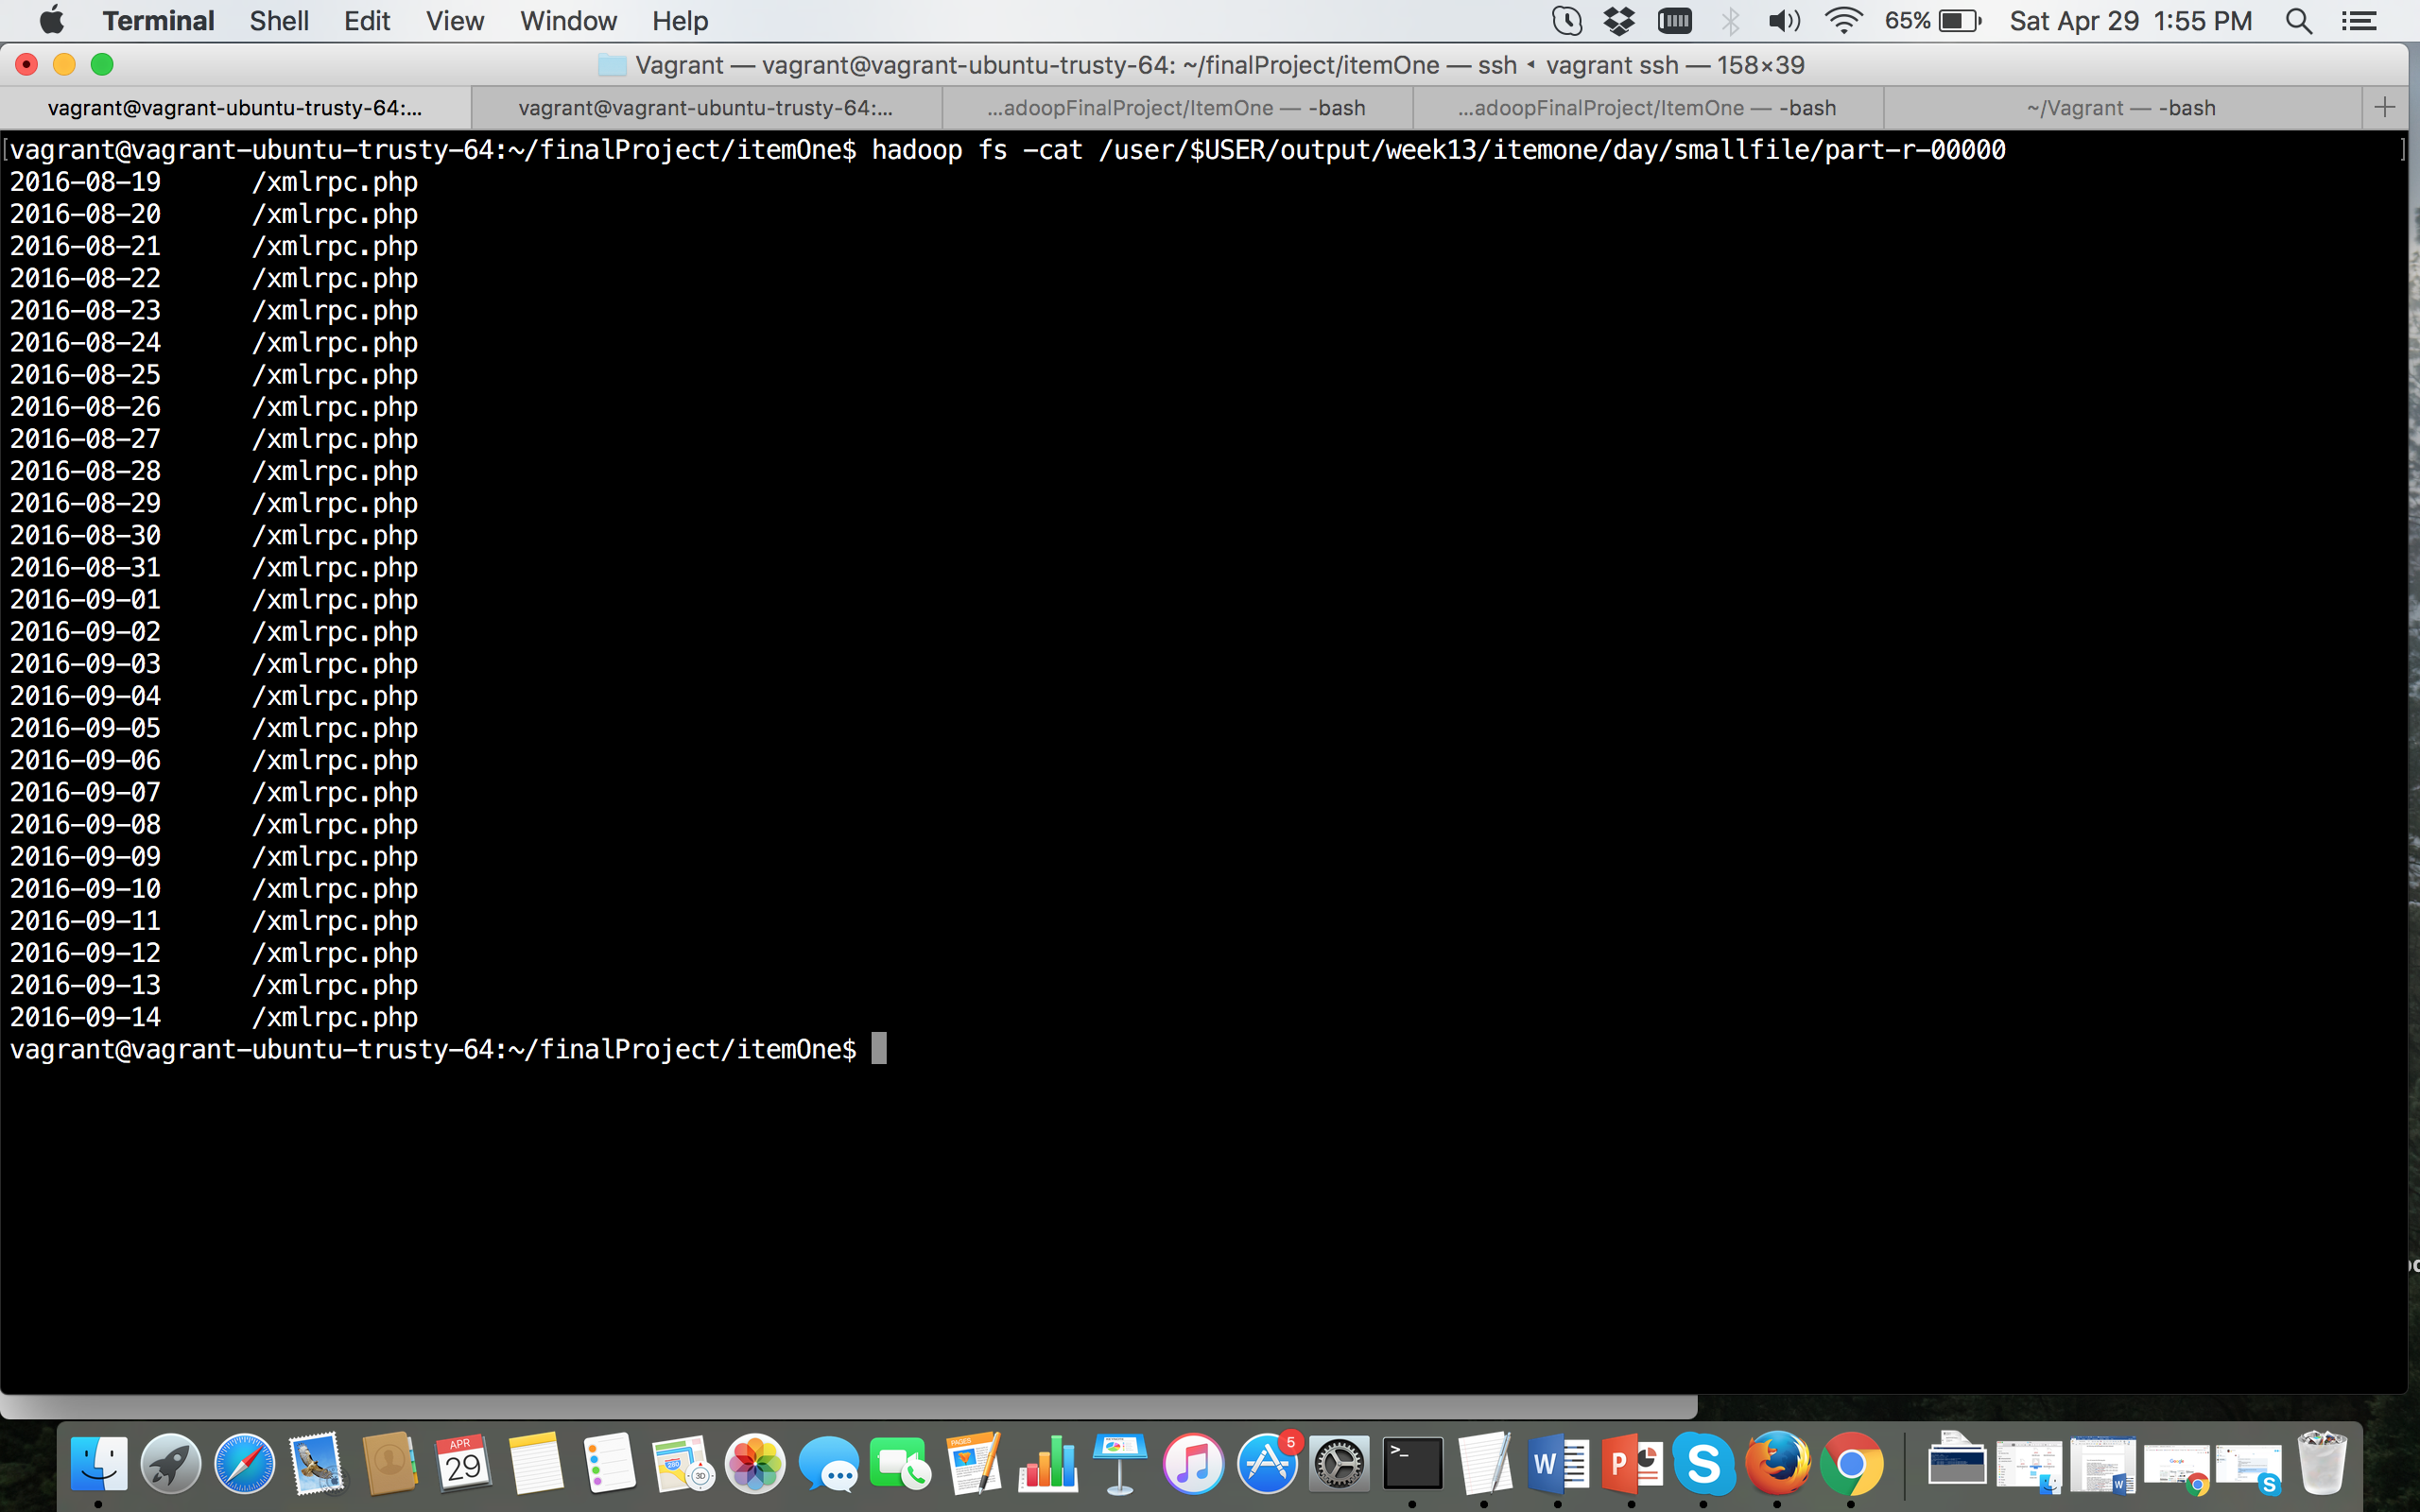 Terminal Shell Edit View Window Help 65% Sat Apr 29 1:55 PM
Vagrant — vagrant@vagrant-ubuntu-trusty-64: ~/finalProject/itemOne — ssh ◂ vagrant ssh — 158×39
vagrant@vagrant-ubuntu-trusty-64:... vagrant@vagrant-ubuntu-trusty-64:... ...adoopFinalProject/ItemOne — -bash ...adoopFinalProject/ItemOne — -bash ~/Vagrant — -bash +
[vagrant@vagrant-ubuntu-trusty-64:~/finalProject/itemOne$ hadoop fs -cat /user/$USER/output/week13/itemone/day/smallfile/part-r-00000 ]
2016-08-19 /xmlrpc.php
2016-08-20 /xmlrpc.php
2016-08-21 /xmlrpc.php
2016-08-22 /xmlrpc.php
2016-08-23 /xmlrpc.php
2016-08-24 /xmlrpc.php
2016-08-25 /xmlrpc.php
2016-08-26 /xmlrpc.php
2016-08-27 /xmlrpc.php
2016-08-28 /xmlrpc.php
2016-08-29 /xmlrpc.php
2016-08-30 /xmlrpc.php
2016-08-31 /xmlrpc.php
2016-09-01 /xmlrpc.php
2016-09-02 /xmlrpc.php
2016-09-03 /xmlrpc.php
2016-09-04 /xmlrpc.php
2016-09-05 /xmlrpc.php
2016-09-06 /xmlrpc.php
2016-09-07 /xmlrpc.php
2016-09-08 /xmlrpc.php
2016-09-09 /xmlrpc.php
2016-09-10 /xmlrpc.php
2016-09-11 /xmlrpc.php
2016-09-12 /xmlrpc.php
2016-09-13 /xmlrpc.php
2016-09-14 /xmlrpc.php
vagrant@vagrant-ubuntu-trusty-64:~/finalProject/itemOne$
APR
29
280
3D
PAGES
5
>_
W
P
S